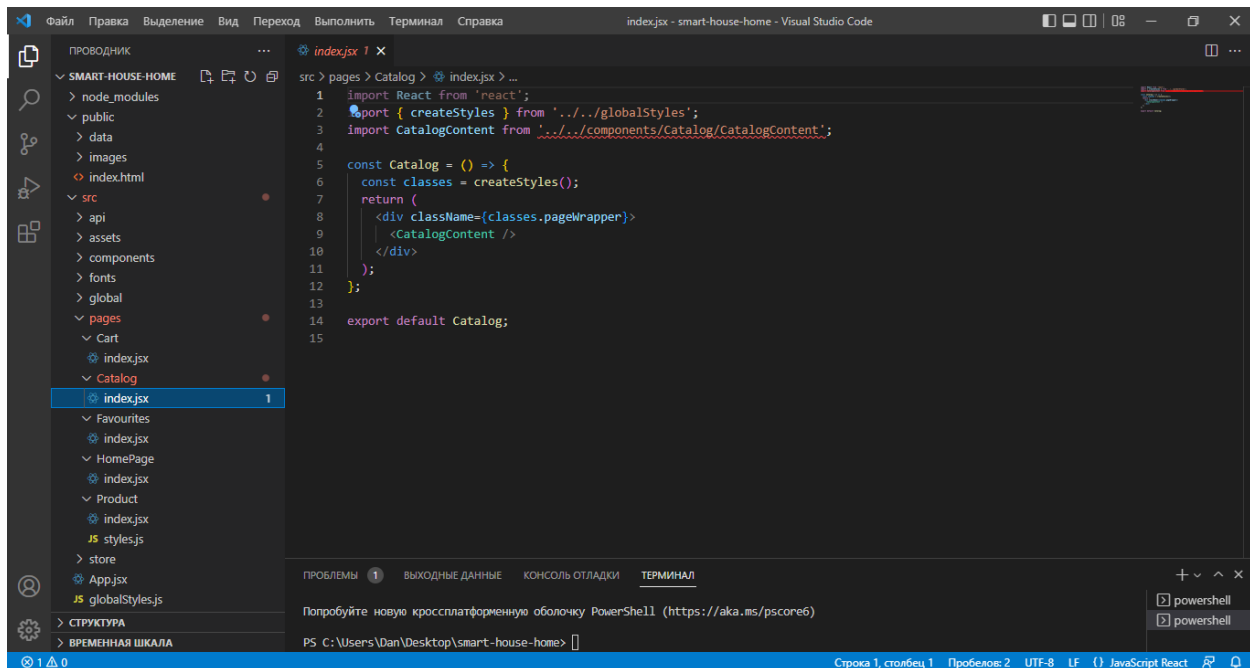 Файл Правка Выделение Вид Переход Выполнить Терминал Справка index.jsx - smart-house-home - Visual Studio Code
ПРОВОДНИК
SMART-HOUSE-HOME
node_modules
public
data
images
index.html
src
api
assets
components
fonts
global
pages
Cart
index.jsx
Catalog
index.jsx 1
Favourites
index.jsx
HomePage
index.jsx
Product
index.jsx
JS styles.js
store
App.jsx
JS globalStyles.js
СТРУКТУРА
ВРЕМЕННАЯ ШКАЛА
index.jsx 1
src > pages > Catalog > index.jsx > ...
1 import React from 'react';
2 port { createStyles } from '../../globalStyles';
3 import CatalogContent from '../../components/Catalog/CatalogContent';
4
5 const Catalog = () => {
6 const classes = createStyles();
7 return (
8 <div className={classes.pageWrapper}>
9 <CatalogContent />
10 </div>
11 );
12 };
13
14 export default Catalog;
15
ПРОБЛЕМЫ 1 ВЫХОДНЫЕ ДАННЫЕ КОНСОЛЬ ОТЛАДКИ ТЕРМИНАЛ
Попробуйте новую кроссплатформенную оболочку PowerShell (https://aka.ms/pscore6)
PS C:\Users\Dan\Desktop\smart-house-home>
powershell
powershell
1 0 Строка 1, столбец 1 Пробелов: 2 UTF-8 LF {} JavaScript React